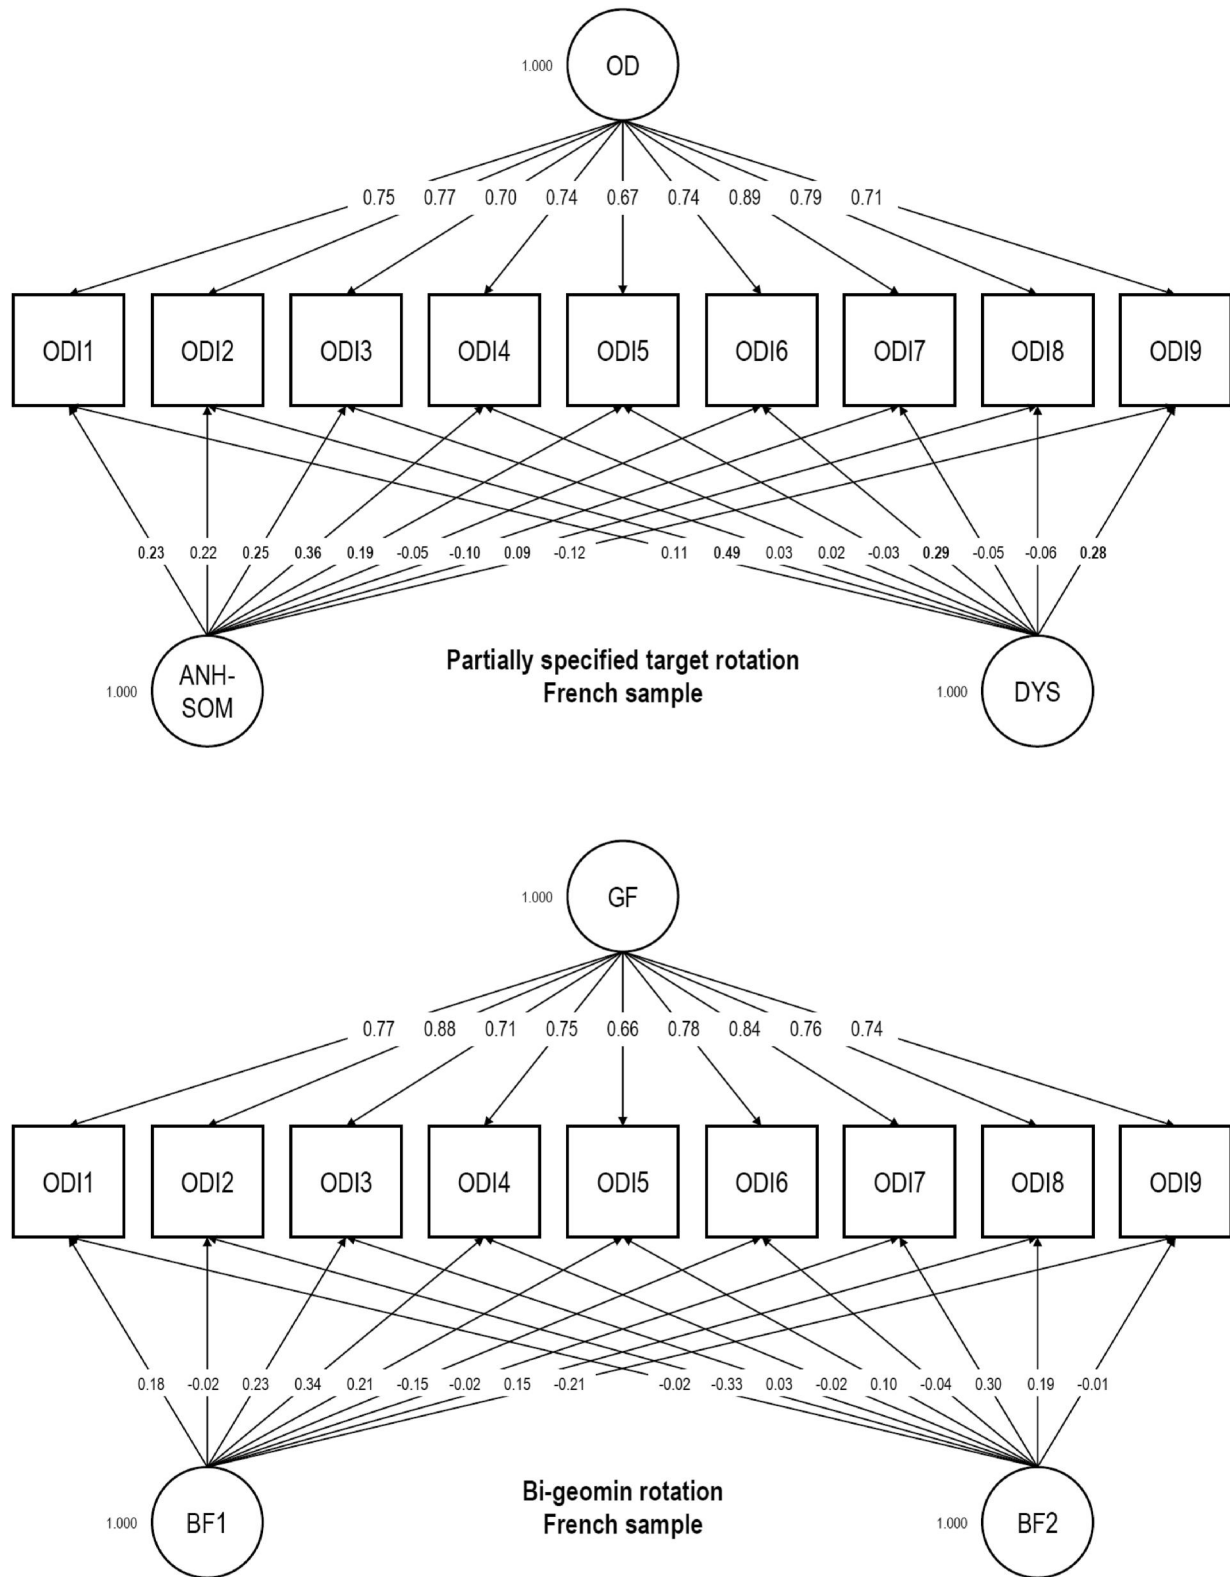 OD
1.000
0.75 0.77 0.70 0.74 0.67 0.74 0.89 0.79 0.71
ODI1 ODI2 ODI3 ODI4 ODI5 ODI6 ODI7 ODI8 ODI9
0.23 0.22 0.25 0.36 0.19 -0.05 -0.10 0.09 -0.12 0.11 0.49 0.03 0.02 -0.03 0.29 -0.05 -0.06 0.28
Partially specified target rotation
French sample
1.000
ANH-
SOM
1.000
DYS
GF
1.000
0.77 0.88 0.71 0.75 0.66 0.78 0.84 0.76 0.74
ODI1 ODI2 ODI3 ODI4 ODI5 ODI6 ODI7 ODI8 ODI9
0.18 -0.02 0.23 0.34 0.21 -0.15 -0.02 0.15 -0.21 -0.02 -0.33 0.03 -0.02 0.10 -0.04 0.30 0.19 -0.01
Bi-geomin rotation
French sample
1.000 BF1
1.000 BF2